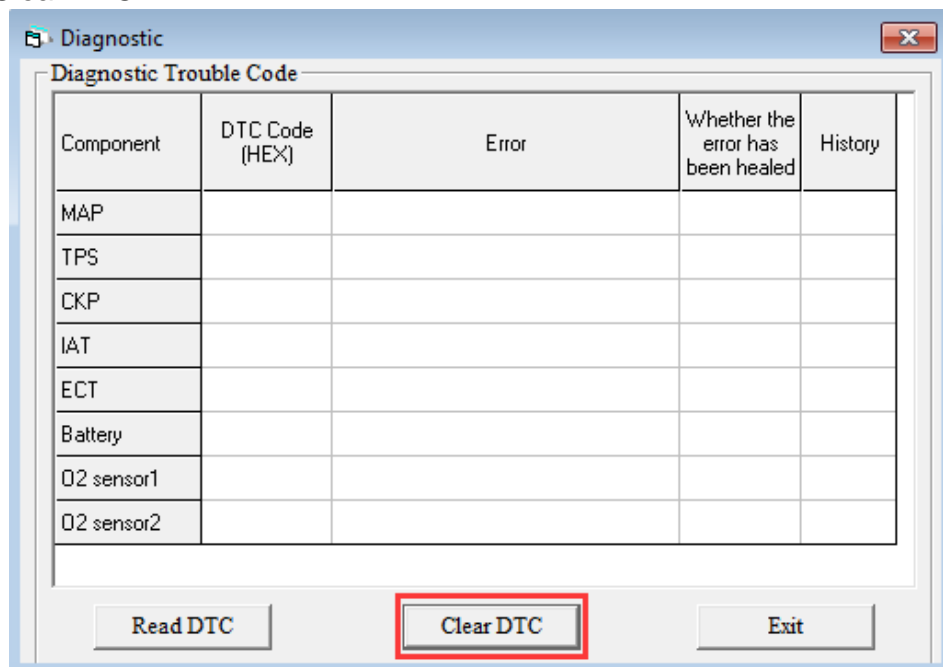 Diagnostic
Diagnostic Trouble Code
Component
DTC Code
(HEX)
Error
Whether the
error has
been healed
History
MAP
TPS
CKP
IAT
ECT
Battery
O2 sensor1
O2 sensor2
Read DTC
Clear DTC
Exit